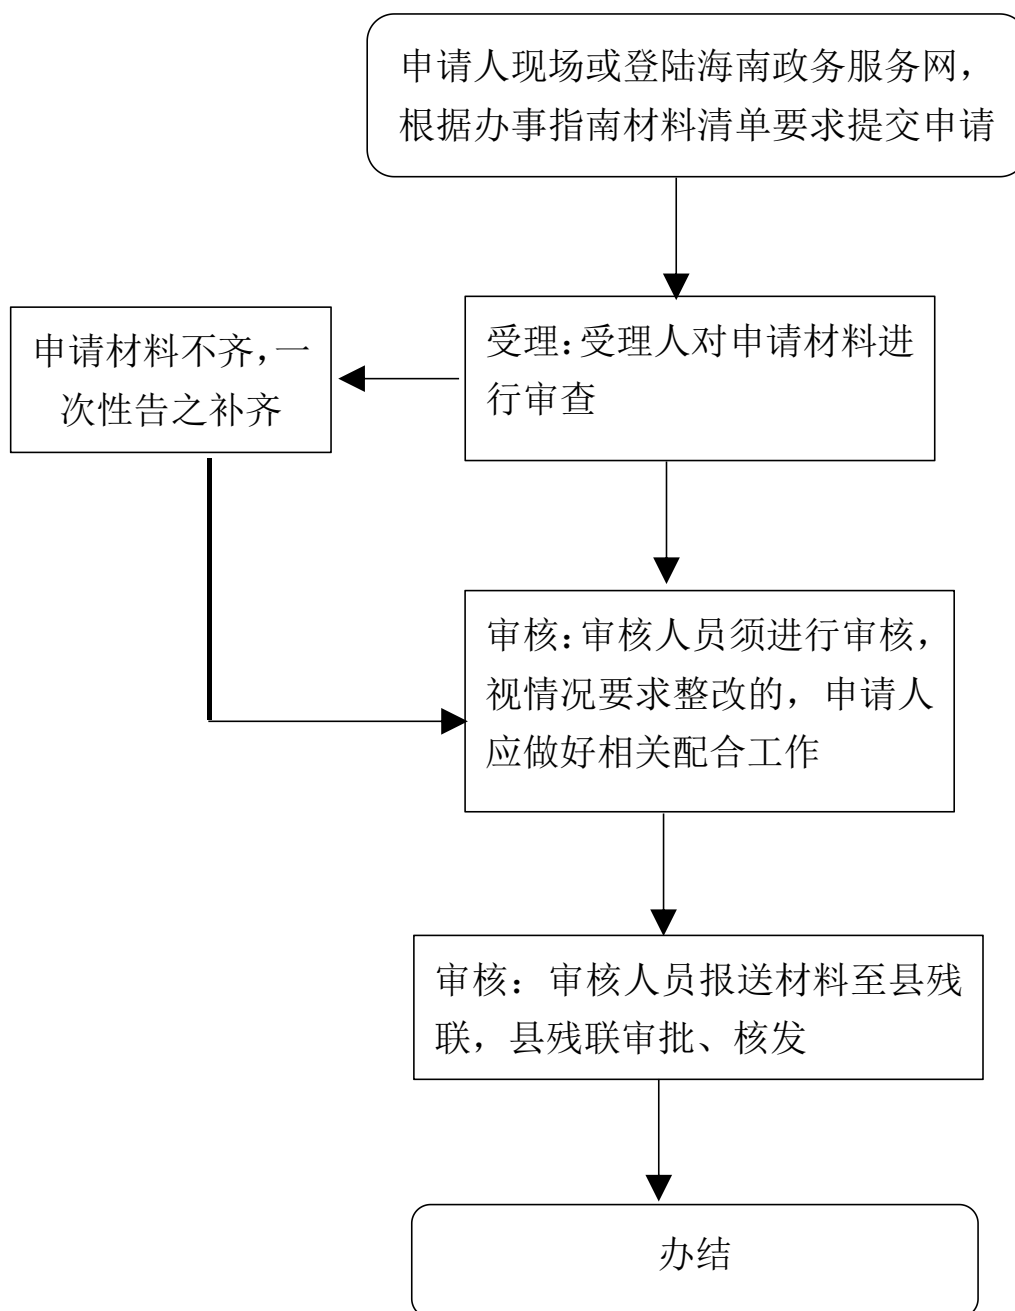 申请人现场或登陆海南政务服务网，
根据办事指南材料清单要求提交申请
申请材料不齐，一
次性告之补齐
受理：受理人对申请材料进
行审查
审核：审核人员须进行审核，
视情况要求整改的，申请人
应做好相关配合工作
审核：审核人员报送材料至县残
联，县残联审批、核发
办结